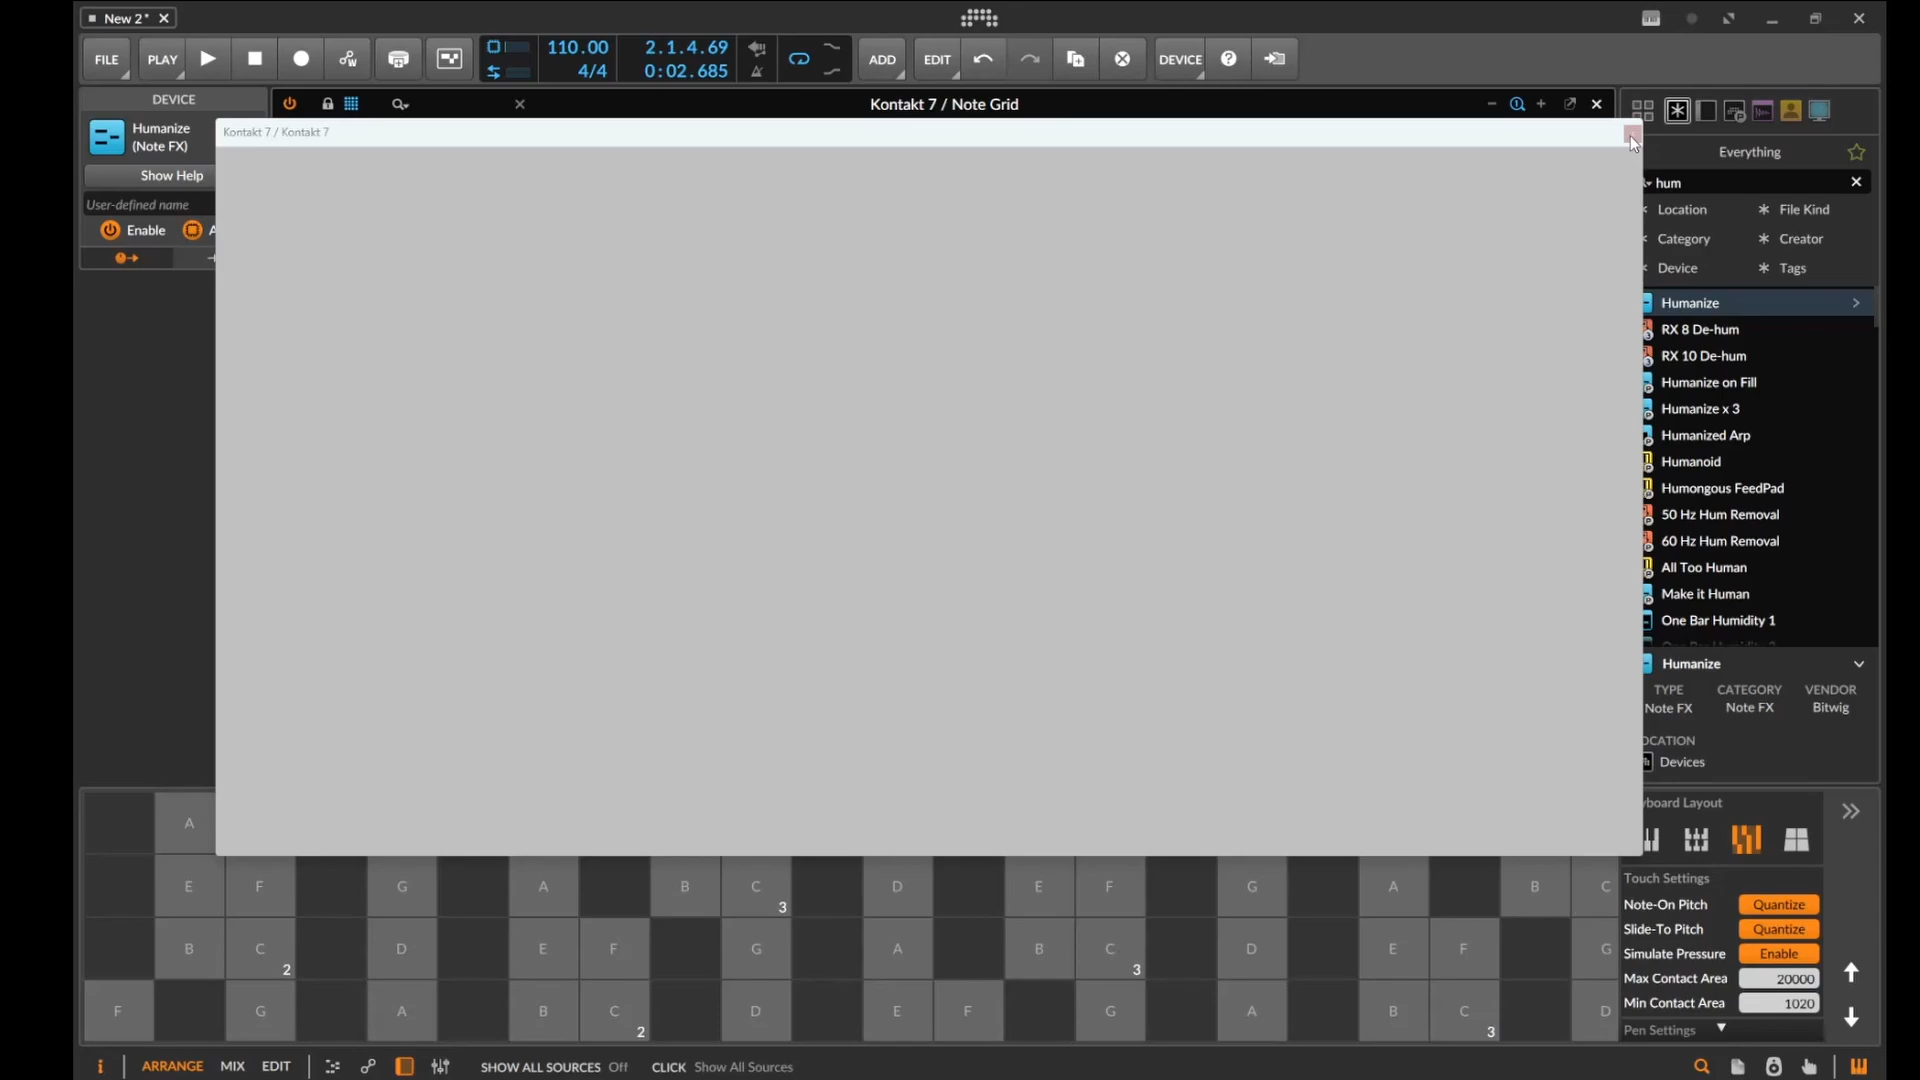 New 2*
FILE
PLAY
110.00
4/4
2.1.4.69
0:02.685
ADD
EDIT
DEVICE
DEVICE
Kontakt 7 / Note Grid
Humanize
(Note FX)
Kontakt 7 / Kontakt 7
Show Help
User-defined name
Enable
A
Everything
hum
Location
File Kind
Category
Creator
Device
Tags
Humanize
RX 8 De-hum
RX 10 De-hum
Humanize on Fill
Humanize x 3
Humanized Arp
Humanoid
Humongous FeedPad
50 Hz Hum Removal
60 Hz Hum Removal
All Too Human
Make it Human
One Bar Humidity 1
Humanize
TYPE CATEGORY VENDOR
Note FX Note FX Bitwig
OCATION
Devices
A
E F G A B C 3 D E F G A B C
B C 2 D E F G A B C 3 D E F G
F G A B C 2 D E F G A B C 3 D
yboard Layout
Touch Settings
Note-On Pitch Quantize
Slide-To Pitch Quantize
Simulate Pressure Enable
Max Contact Area 20000
Min Contact Area 1020
Pen Settings
i ARRANGE MIX EDIT SHOW ALL SOURCES Off CLICK Show All Sources